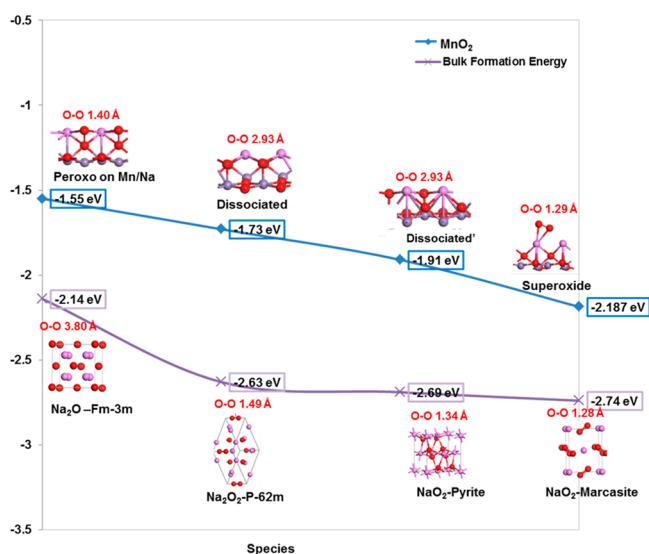 -0.5
MnO₂
Bulk Formation Energy
-1
O-O 1.40 Å
Peroxo on Mn/Na
O-O 2.93 Å
Dissociated
O-O 2.93 Å
Dissociated'
O-O 1.29 Å
Superoxide
-1.5
-1.55 eV
-1.73 eV
-1.91 eV
-2.187 eV
-2
-2.14 eV
O-O 3.80 Å
Na₂O –Fm-3m
-2.5
-2.63 eV
O-O 1.49 Å
Na₂O₂-P-62m
-2.69 eV
O-O 1.34 Å
NaO₂-Pyrite
-2.74 eV
O-O 1.28 Å
NaO₂-Marcasite
-3
-3.5
Species